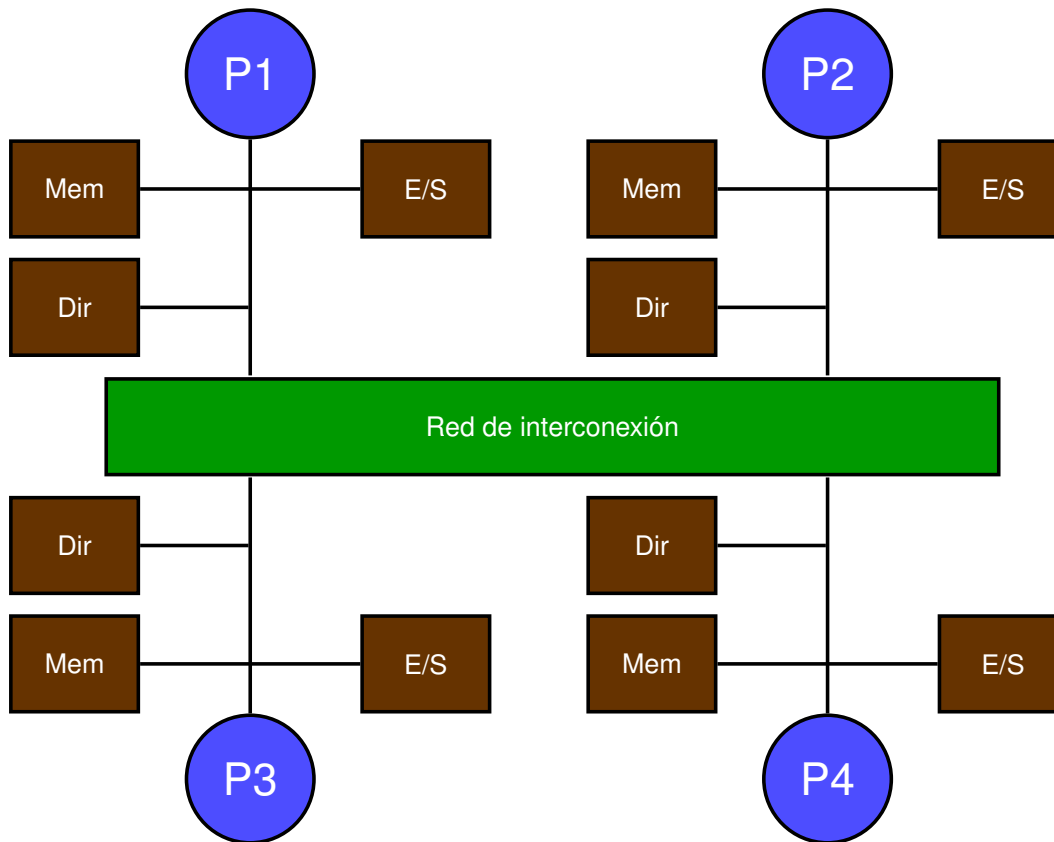 P1
P2
Mem
E/S
Mem
E/S
Dir
Dir
Red de interconexión
Dir
Dir
Mem
E/S
Mem
E/S
P3
P4